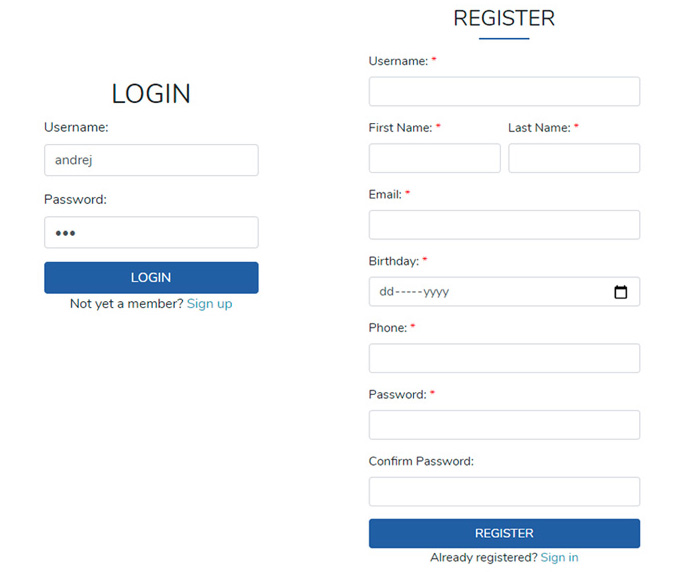 LOGIN
Username:
andrej
Password:
•••
LOGIN
Not yet a member? Sign up
REGISTER
Username: *
First Name: * Last Name: *
Email: *
Birthday: *
dd-----yyyy
Phone: *
Password: *
Confirm Password:
REGISTER
Already registered? Sign in